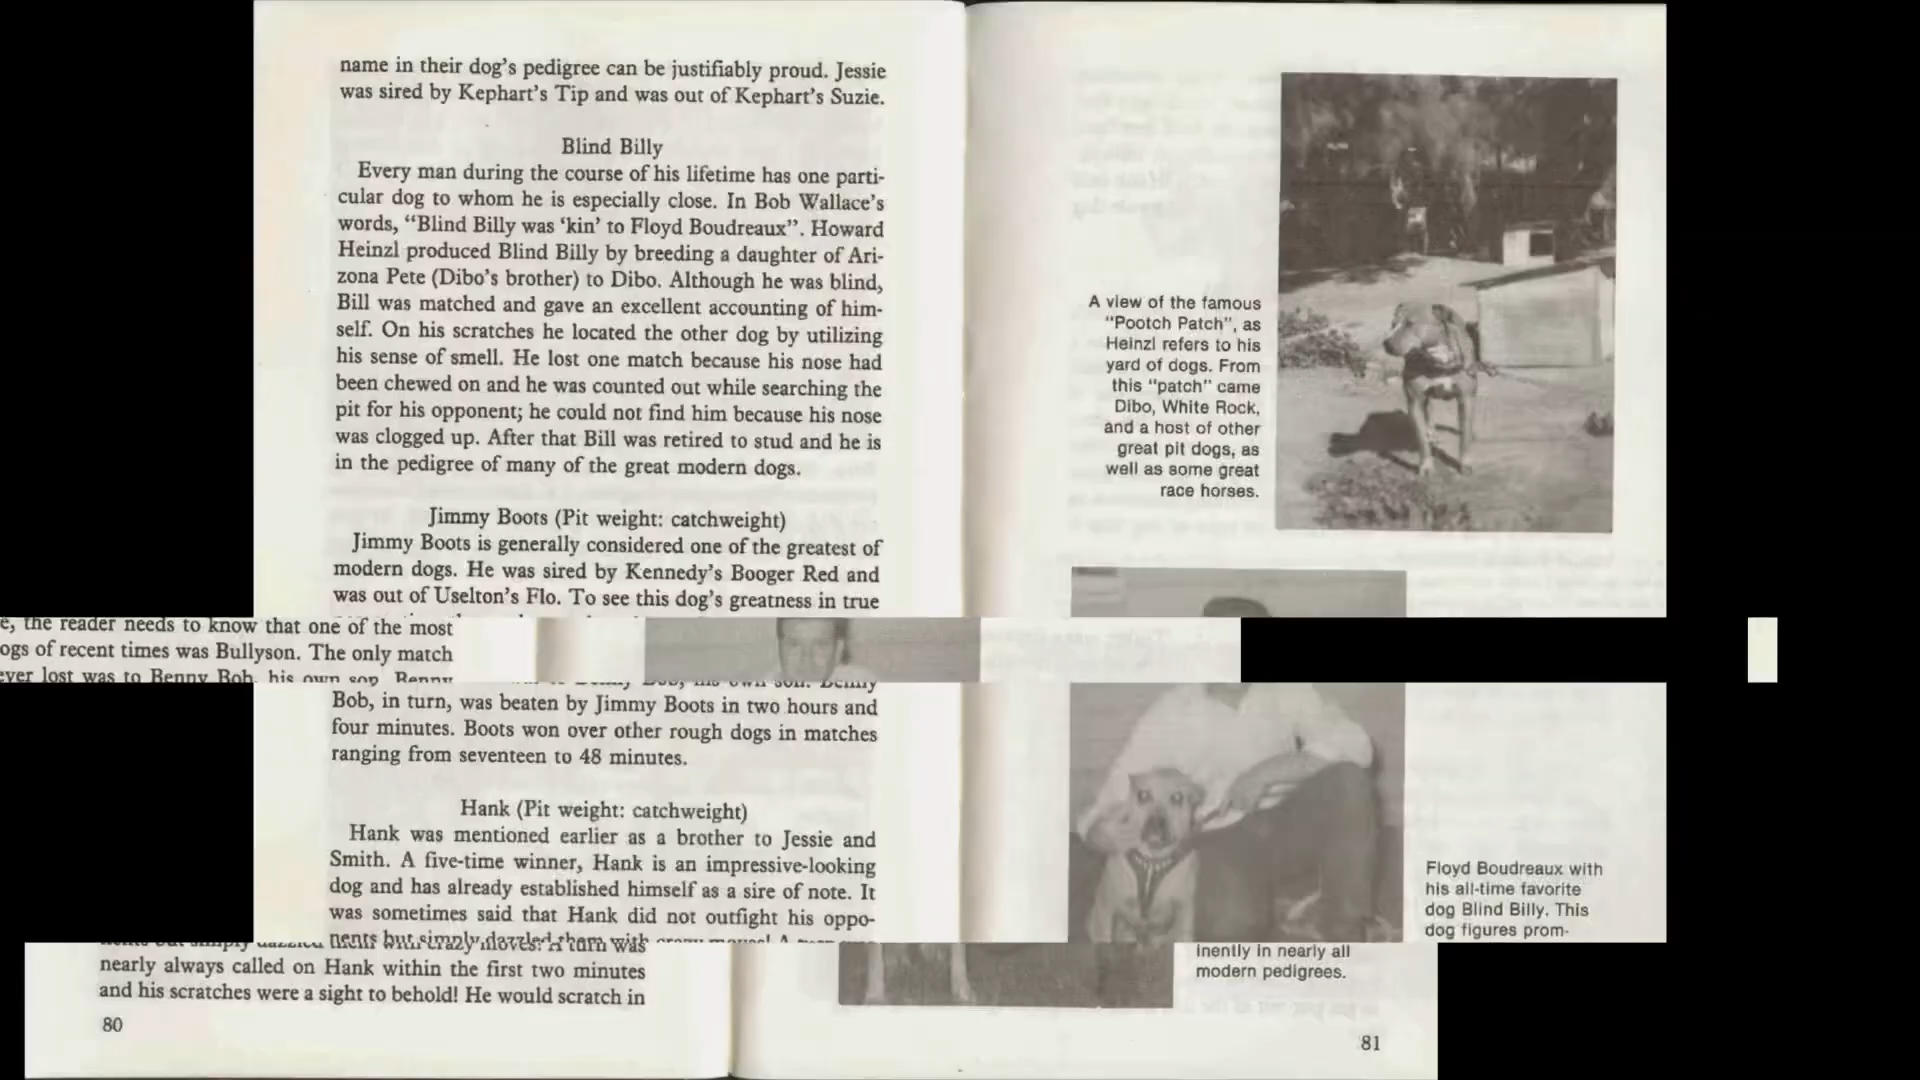 name in their dog's pedigree can be justifiably proud. Jessie
was sired by Kephart's Tip and was out of Kephart's Suzie.
Blind Billy
Every man during the course of his lifetime has one parti-
cular dog to whom he is especially close. In Bob Wallace's
words, "Blind Billy was 'kin' to Floyd Boudreaux". Howard
Heinzl produced Blind Billy by breeding a daughter of Ari-
zona Pete (Dibo's brother) to Dibo. Although he was blind,
Bill was matched and gave an excellent accounting of him-
self. On his scratches he located the other dog by utilizing
his sense of smell. He lost one match because his nose had
been chewed on and he was counted out while searching the
pit for his opponent; he could not find him because his nose
was clogged up. After that Bill was retired to stud and he is
in the pedigree of many of the great modern dogs.
Jimmy Boots (Pit weight: catchweight)
Jimmy Boots is generally considered one of the greatest of
modern dogs. He was sired by Kennedy's Booger Red and
was out of Uselton's Flo. To see this dog's greatness in true
e, the reader needs to know that one of the most
ogs of recent times was Bullyson. The only match
ever lost was to Benny Bob, his own son. Benny
Bob, in turn, was beaten by Jimmy Boots in two hours and
four minutes. Boots won over other rough dogs in matches
ranging from seventeen to 48 minutes.
Hank (Pit weight: catchweight)
Hank was mentioned earlier as a brother to Jessie and
Smith. A five-time winner, Hank is an impressive-looking
dog and has already established himself as a sire of note. It
was sometimes said that Hank did not outfight his oppo-
nents but simply dazzled them with
nearly always called on Hank within the first two minutes
and his scratches were a sight to behold! He would scratch in
80
A view of the famous
"Pootch Patch", as
Heinzl refers to his
yard of dogs. From
this "patch" came
Dibo, White Rock,
and a host of other
great pit dogs, as
well as some great
race horses.
Floyd Boudreaux with
his all-time favorite
dog Blind Billy. This
dog figures prom-
inently in nearly all
modern pedigrees.
81